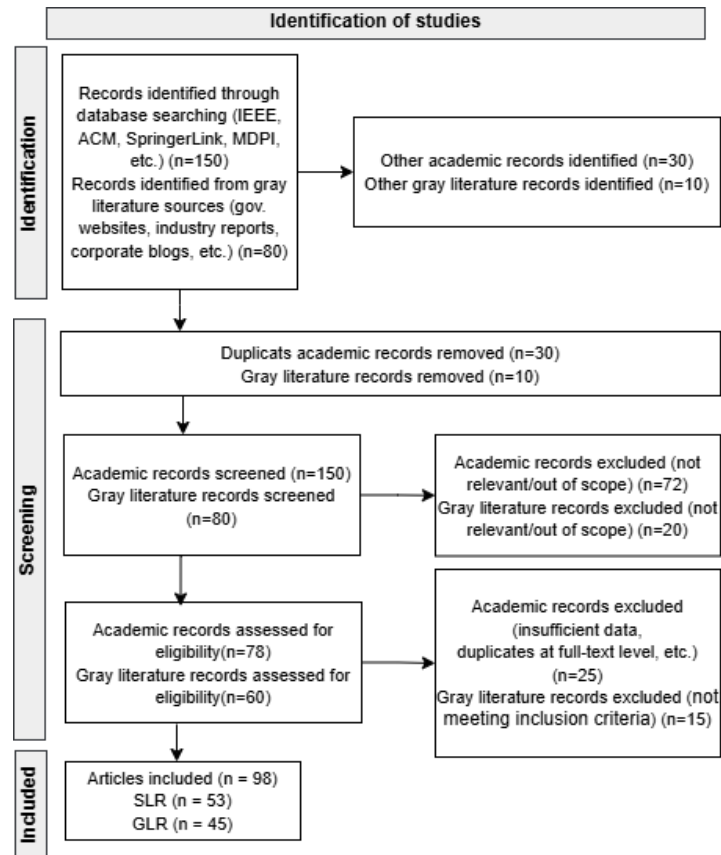 Identification of studies
Identification
Records identified through
database searching (IEEE,
ACM, SpringerLink, MDPI,
etc.) (n=150)
Records identified from gray
literature sources (gov.
websites, industry reports,
corporate blogs, etc.) (n=80)
Other academic records identified (n=30)
Other gray literature records identified (n=10)
Screening
Duplicats academic records removed (n=30)
Gray literature records removed (n=10)
Academic records screened (n=150)
Gray literature records screened
(n=80)
Academic records excluded (not
relevant/out of scope) (n=72)
Gray literature records excluded (not
relevant/out of scope) (n=20)
Academic records assessed for
eligibility(n=78)
Gray literature records assessed for
eligibility(n=60)
Academic records excluded
(insufficient data,
duplicates at full-text level, etc.)
(n=25)
Gray literature records excluded (not
meeting inclusion criteria) (n=15)
Included
Articles included (n = 98)
SLR (n = 53)
GLR (n = 45)